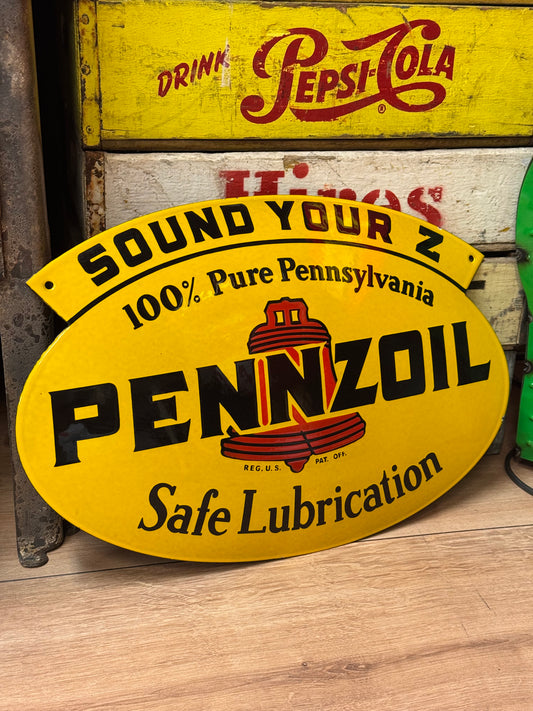 DRINK PEPSI-COLA
Hires
SOUND YOUR Z
100% Pure Pennsylvania
PENNZOIL
REG. U.S. PAT. OFF.
Safe Lubrication